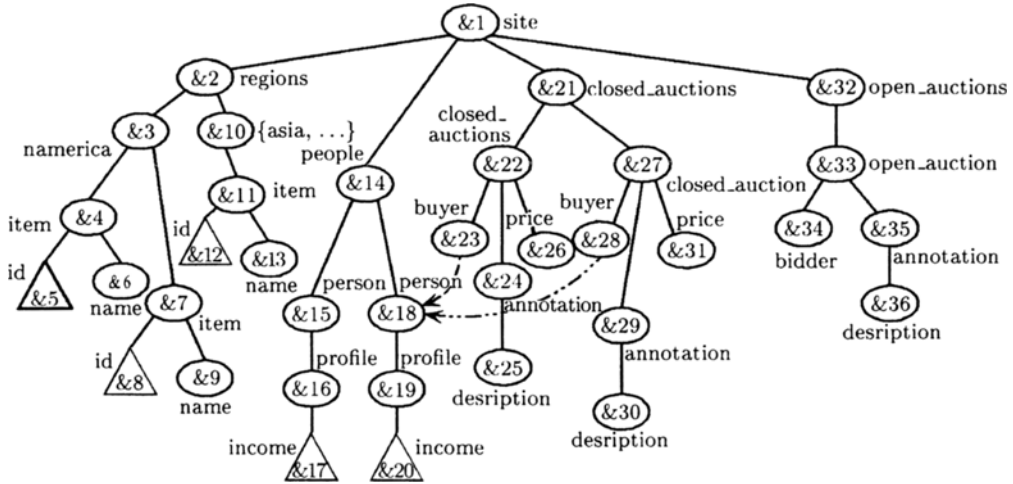 &1 site
&2 regions
&21 closed_auctions
&32 open_auctions
&3
&10 {asia, ...}
closed_
auctions
namerica
people
&22
&27
&33 open_auction
&14
closed_auction
&11 item
item &4
buyer
price
buyer
price
id
&12
&13
name
&23
&26
&28
&31
&34
bidder
&35
annotation
id
&5
&6
name
&7
item
person
person
&24
annotation
&36
desription
&15
&18
&29
annotation
id
&8
&9
name
profile
profile
&16
&19
&25
desription
&30
desription
income
&17
income
&20